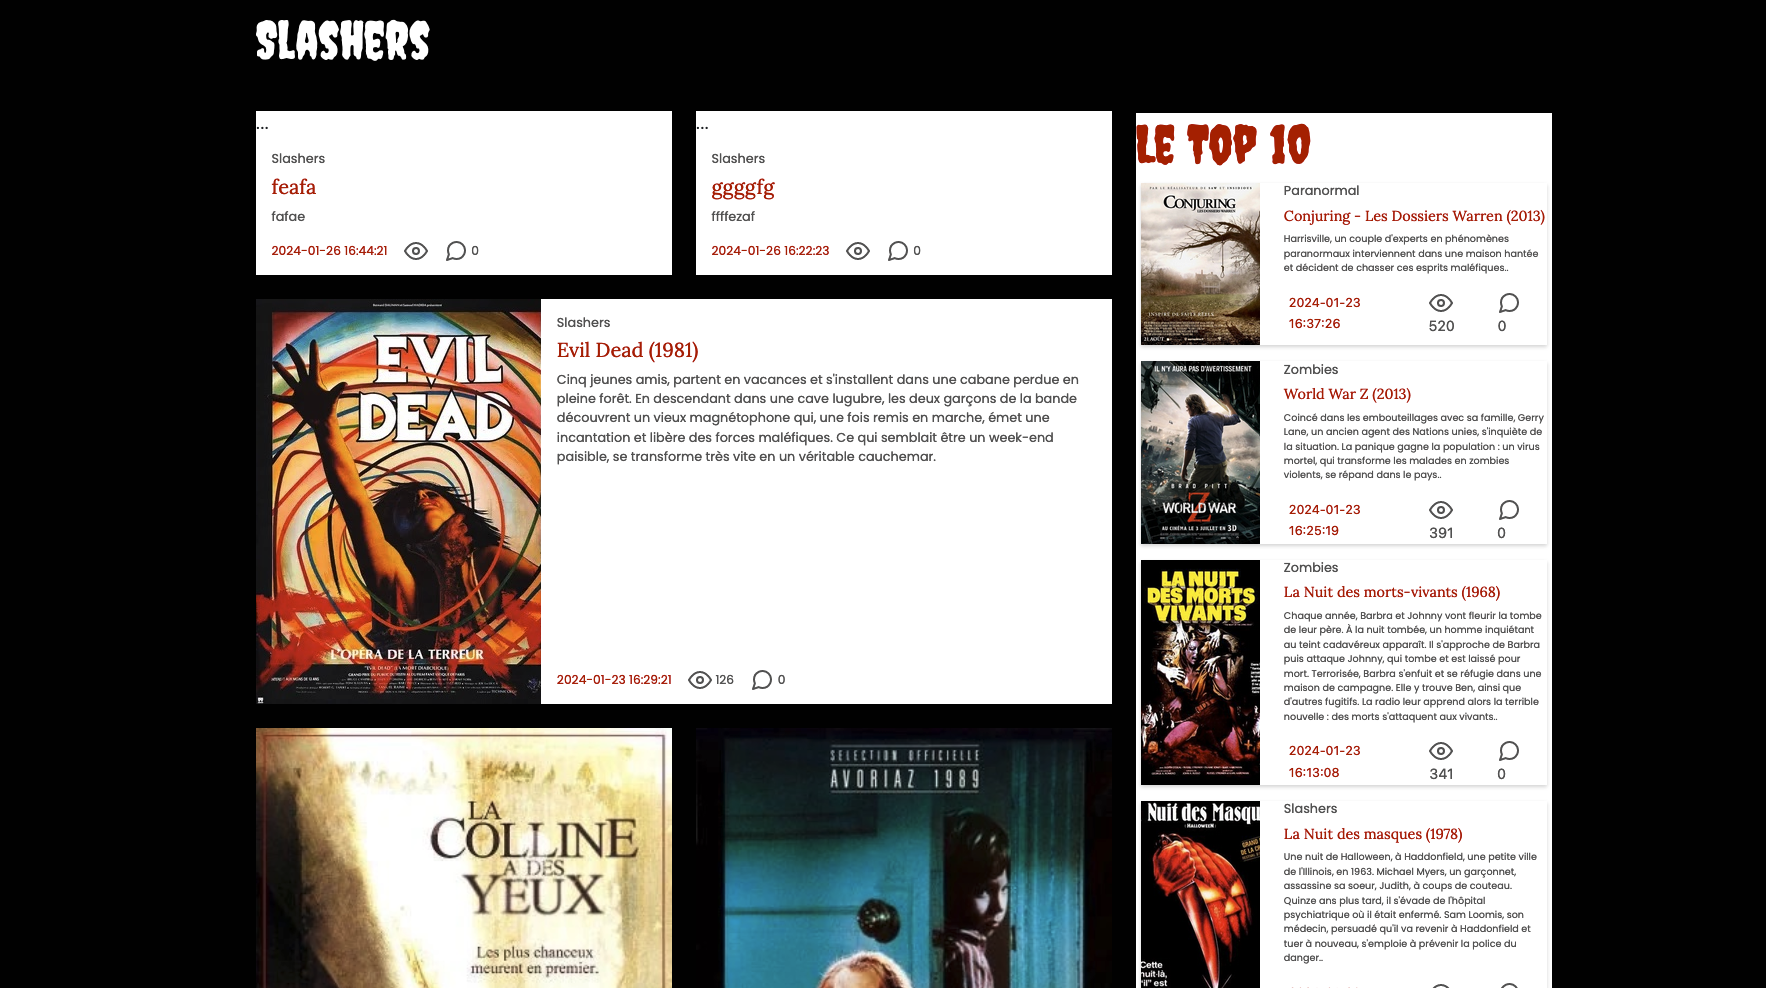 SLASHERS
...
Slashers
feafa
fafae
2024-01-26 16:44:21 0
...
Slashers
ggggfg
ffffezaf
2024-01-26 16:22:23 0
EVIL
DEAD
L'OPÉRA DE LA TERREUR
Slashers
Evil Dead (1981)
Cinq jeunes amis, partent en vacances et s'installent dans une cabane perdue en
pleine forêt. En descendant dans une cave lugubre, les deux garçons de la bande
découvrent un vieux magnétophone qui, une fois remis en marche, émet une
incantation et libère des forces maléfiques. Ce qui semblait être un week-end
paisible, se transforme très vite en un véritable cauchemar.
2024-01-23 16:29:21 126 0
LA
COLLINE
A DES
YEUX
Les plus chanceux
meurent en premier.
SELECTION OFFICIELLE
AVORIAZ 1989
LE TOP 10
CONJURING
LES DOSSIERS WARREN
Paranormal
Conjuring - Les Dossiers Warren (2013)
Harrisville, un couple d'experts en phénomènes
paranormaux interviennent dans une maison hantée
et décident de chasser ces esprits maléfiques..
2024-01-23
16:37:26
520 0
IL N'Y AURA PAS D'AVERTISSEMENT
BRAD PITT
WORLD WAR
Z
AU CINÉMA LE 3 JUILLET EN 3D
Zombies
World War Z (2013)
Coincé dans les embouteillages avec sa famille, Gerry
Lane, un ancien agent des Nations unies, s'inquiète de
la situation. La panique gagne la population : un virus
mortel, qui transforme les malades en zombies
violents, se répand dans le pays..
2024-01-23
16:25:19
391 0
LA NUIT
DES MORTS
VIVANTS
Zombies
La Nuit des morts-vivants (1968)
Chaque année, Barbra et Johnny vont fleurir la tombe
de leur père. À la nuit tombée, un homme inquiétant
au teint cadavéreux apparaît. Il s'approche de Barbra
puis attaque Johnny, qui tombe et est laissé pour
mort. Terrorisée, Barbra s'enfuit et se réfugie dans une
maison de campagne. Elle y trouve Ben, ainsi que
d'autres fugitifs. La radio leur apprend alors la terrible
nouvelle : des morts s'attaquent aux vivants..
2024-01-23
16:13:08
341 0
Nuit des Masqu
HALLOWEEN
Cette
nuit-là,
"il" est
Slashers
La Nuit des masques (1978)
Une nuit de Halloween, à Haddonfield, une petite ville
de l'Illinois, en 1963. Michael Myers, un garçonnet,
assassine sa soeur, Judith, à coups de couteau.
Quinze ans plus tard, il s'évade de l'hôpital
psychiatrique où il était enfermé. Sam Loomis, son
médecin, persuadé qu'il va revenir à Haddonfield et
tuer à nouveau, s'emploie à prévenir la police du
danger..